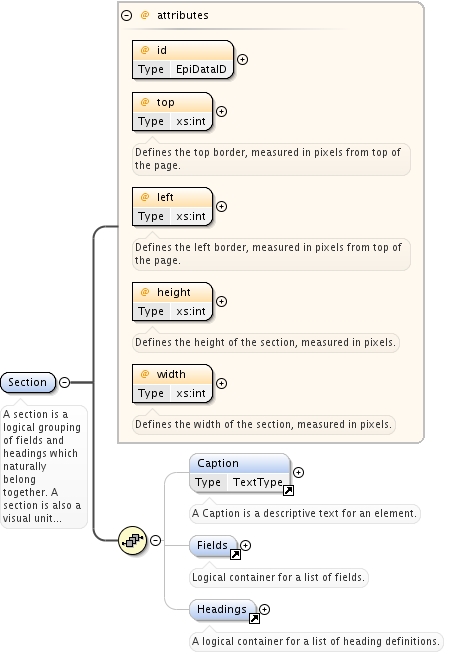 @ attributes
@ id
Type EpiDataID
@ top
Type xs:int
Defines the top border, measured in pixels from top of
the page.
@ left
Type xs:int
Defines the left border, measured in pixels from top of
the page.
@ height
Type xs:int
Defines the height of the section, measured in pixels.
@ width
Type xs:int
Defines the width of the section, measured in pixels.
Section
A section is a
logical grouping
of fields and
headings which
naturally
belong
together. A
section is also a
visual unit...
Caption
Type TextType
A Caption is a descriptive text for an element.
Fields
Logical container for a list of fields.
Headings
A logical container for a list of heading definitions.